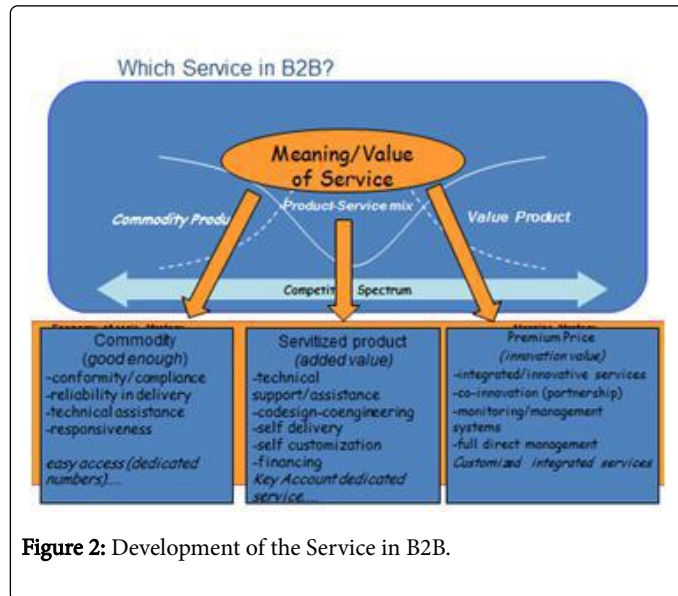 Which Service in B2B?
Meaning/Value
of Service
Product-Service mix
Commodity Produ
Value Product
Competit Spectrum
Commodity
(good enough)
-conformity/compliance
-reliability in delivery
-technical assistance
-responsiveness
easy access (dedicated
numbers)....
Servitized product
(added value)
-technical
support/assistance
-codesign-coengineering
-self delivery
-self customization
-financing
Key Account dedicated
service....
Premium Price
(innovation value)
-integrated/innovative services
-co-innovation (partnership)
-monitoring/management
systems
-full direct management
Customized integrated services
Figure 2: Development of the Service in B2B.